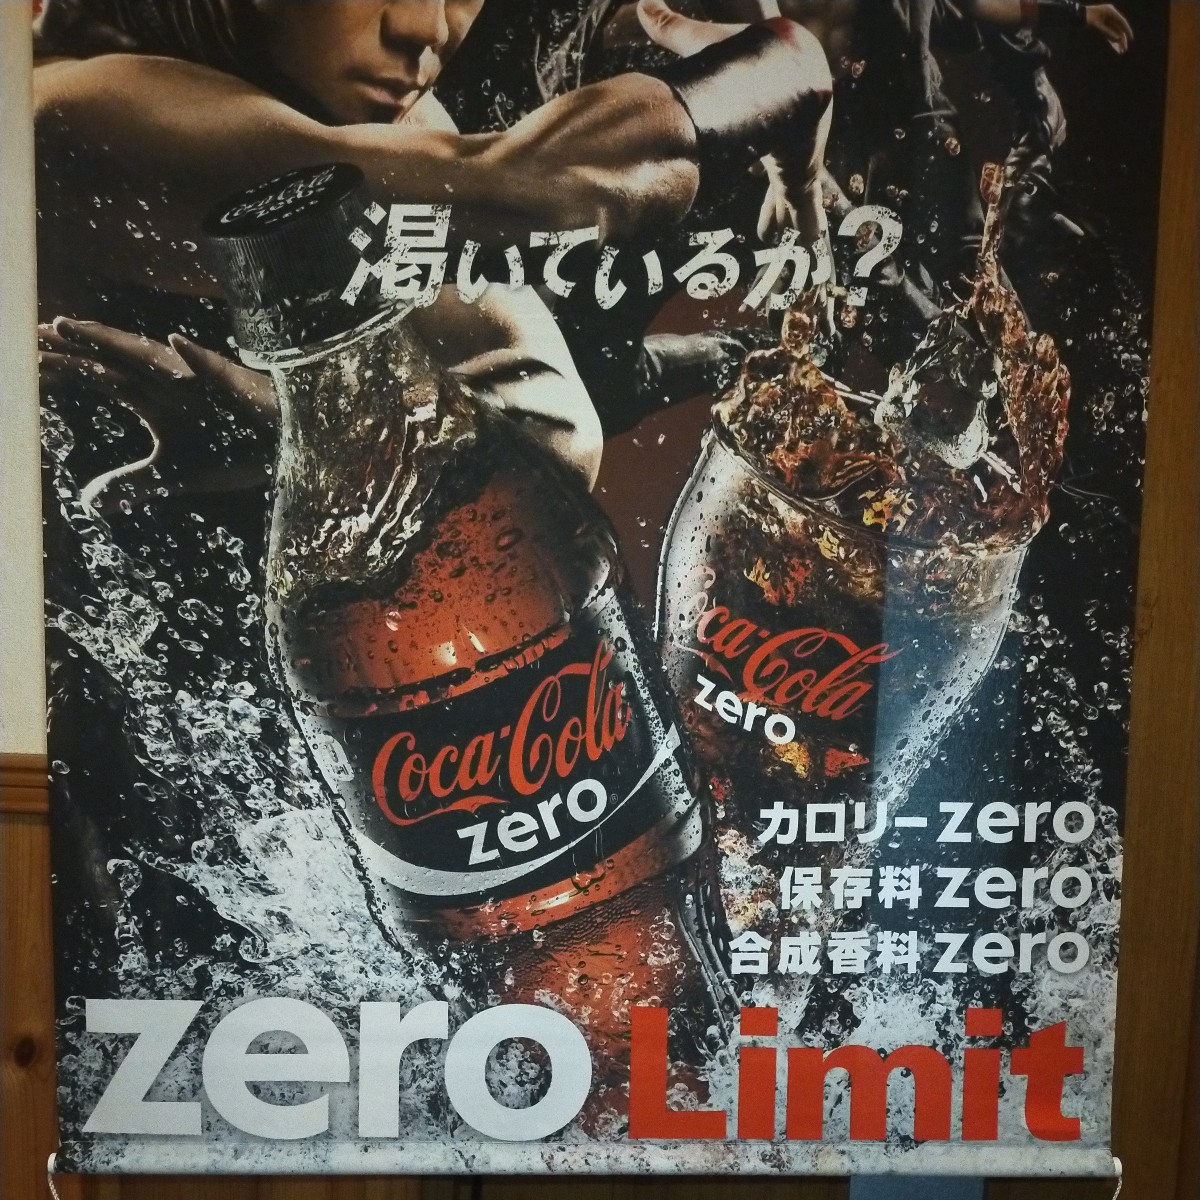 渇いているか?
Coca-Cola
zero
Coca-Cola
zero®
カロリーzero
保存料zero
合成香料zero
zero Limit